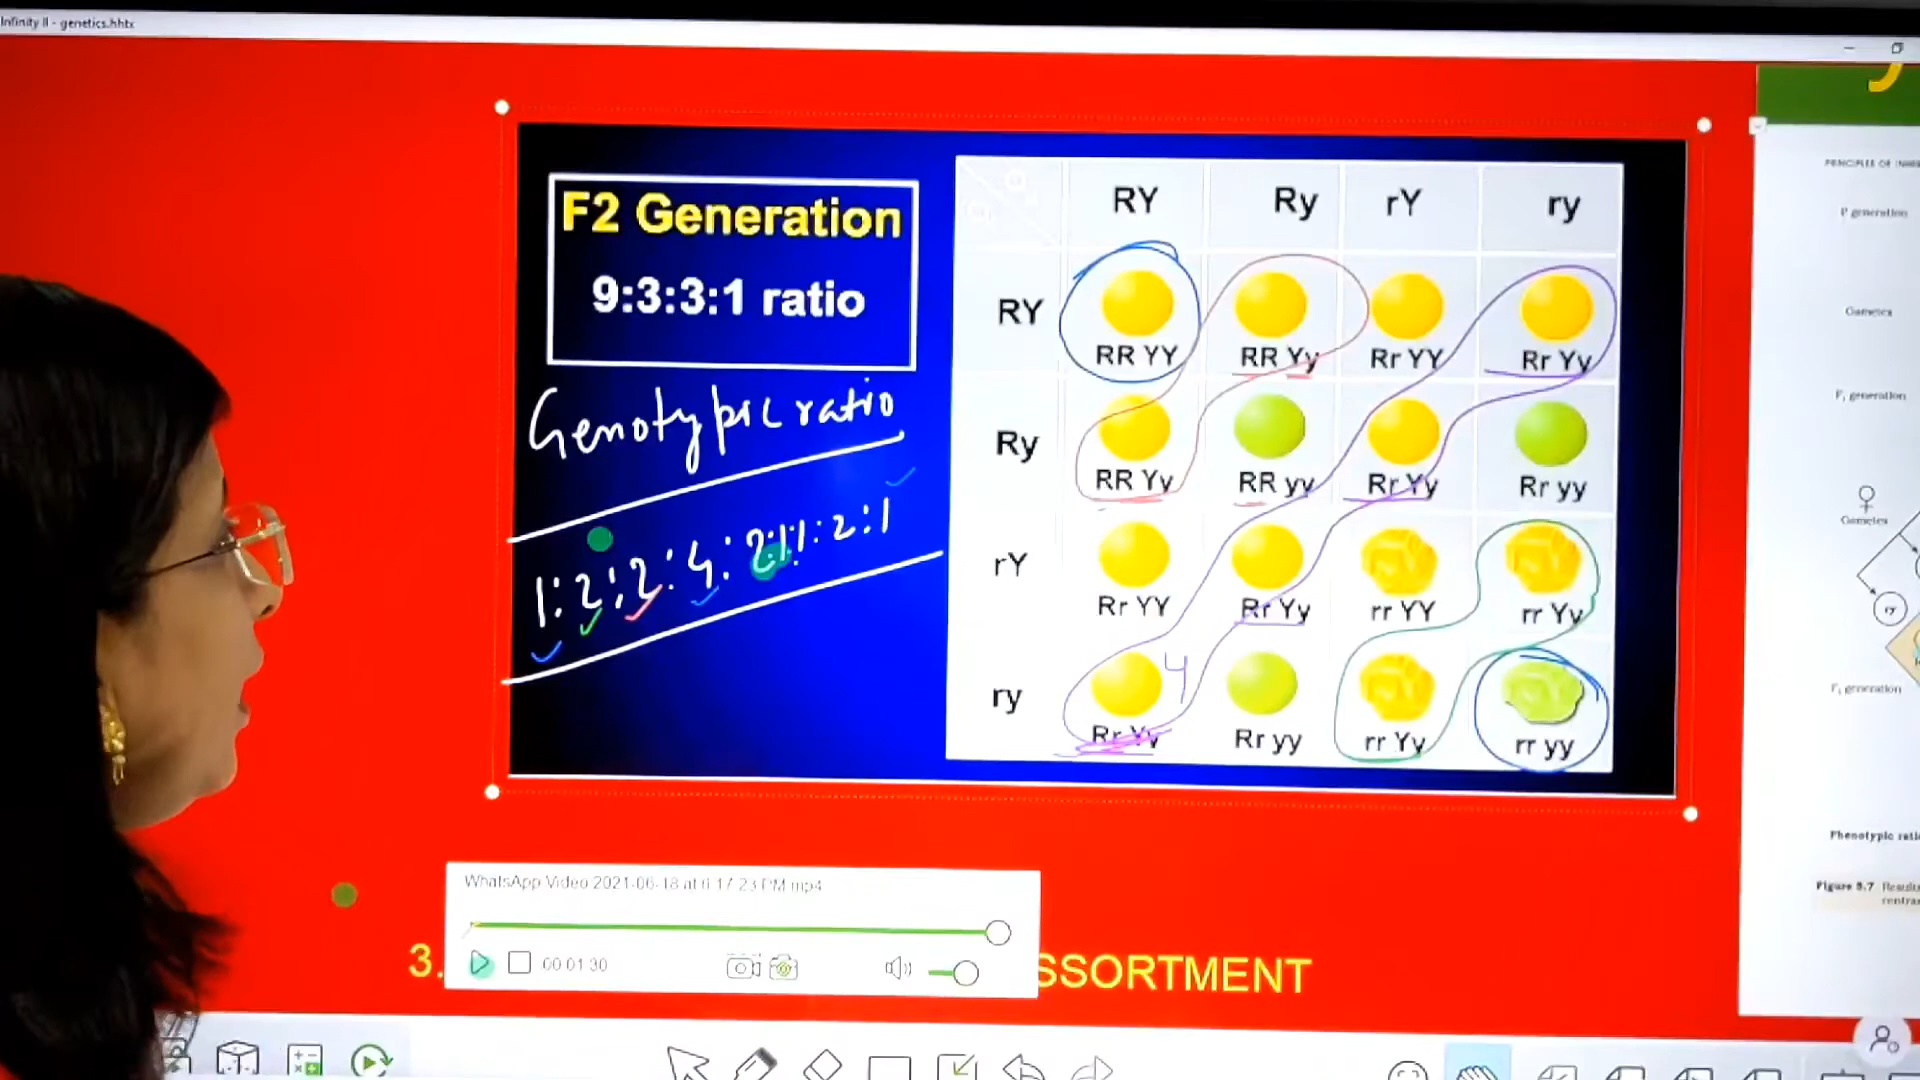 Infinity II - genetics.hhtx
F2 Generation
9:3:3:1 ratio
Genotypic ratio
1:2:2:4:2:1:1:2:1
RY Ry rY ry
RY
RR YY RR Yy Rr YY Rr Yy
Ry
RR Yy RR yy Rr Yy Rr yy
rY
Rr YY Rr Yy rr YY rr Yy
4
ry
Rr Yy Rr yy rr Yy rr yy
WhatsApp Video 2021-06-18 at 6.17.23 PM.mp4
00:01:30
3. SSORTMENT
P generation
Gametes
F1 generation
Gametes
ry
F2 generation
Phenotypic rati
Figure 5.7 Results